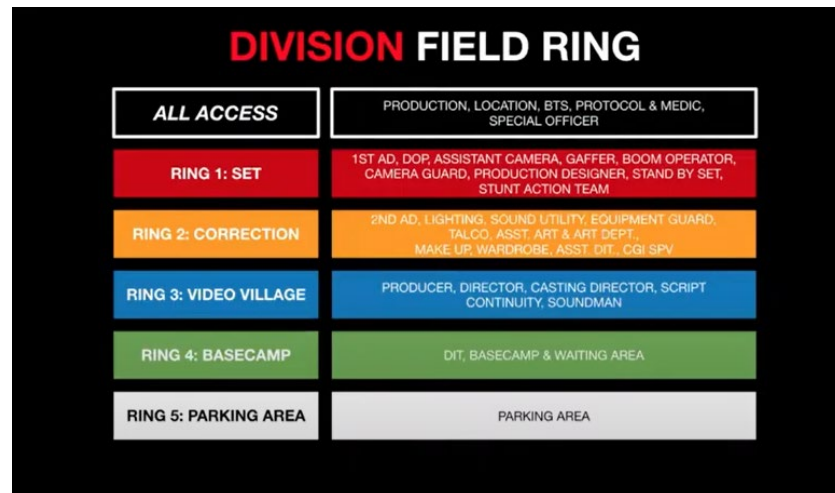 DIVISION FIELD RING
ALL ACCESS
PRODUCTION, LOCATION, BTS, PROTOCOL & MEDIC,
SPECIAL OFFICER
RING 1: SET
1ST AD, DOP, ASSISTANT CAMERA, GAFFER, BOOM OPERATOR,
CAMERA GUARD, PRODUCTION DESIGNER, STAND BY SET,
STUNT ACTION TEAM
RING 2: CORRECTION
2ND AD, LIGHTING, SOUND UTILITY, EQUIPMENT GUARD,
TALCO, ASST. ART & ART DEPT.,
MAKE UP, WARDROBE, ASST. DIT., CGI SPV
RING 3: VIDEO VILLAGE
PRODUCER, DIRECTOR, CASTING DIRECTOR, SCRIPT
CONTINUITY, SOUNDMAN
RING 4: BASECAMP
DIT, BASECAMP & WAITING AREA
RING 5: PARKING AREA
PARKING AREA